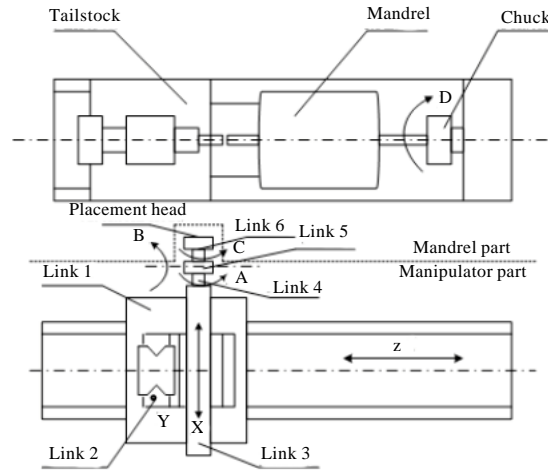 Tailstock
Mandrel
Chuck
D
Placement head
Link 6
Link 5
B
C
Mandrel part
Link 1
Manipulator part
A
Link 4
z
Y
X
Link 2
Link 3